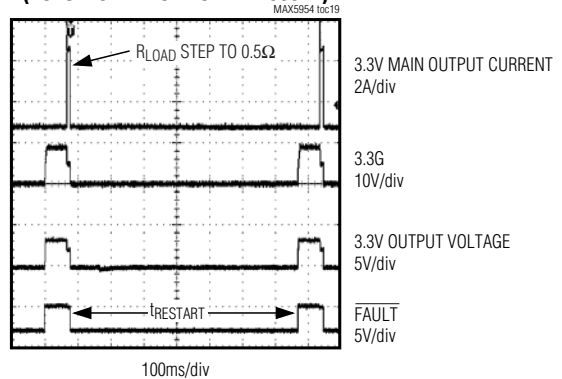 MAX5954 toc19
RLOAD STEP TO 0.5Ω
3.3V MAIN OUTPUT CURRENT
2A/div
3.3G
10V/div
3.3V OUTPUT VOLTAGE
5V/div
tRESTART
FAULT
5V/div
100ms/div